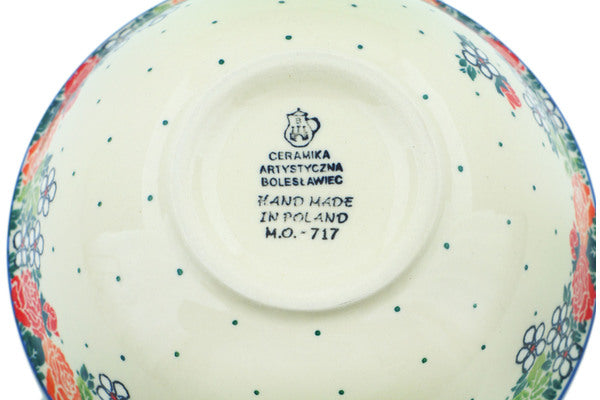 B
CERAMIKA
ARTYSTYCZNA
BOLESŁAWIEC
HAND MADE
IN POLAND
M.O. - 717